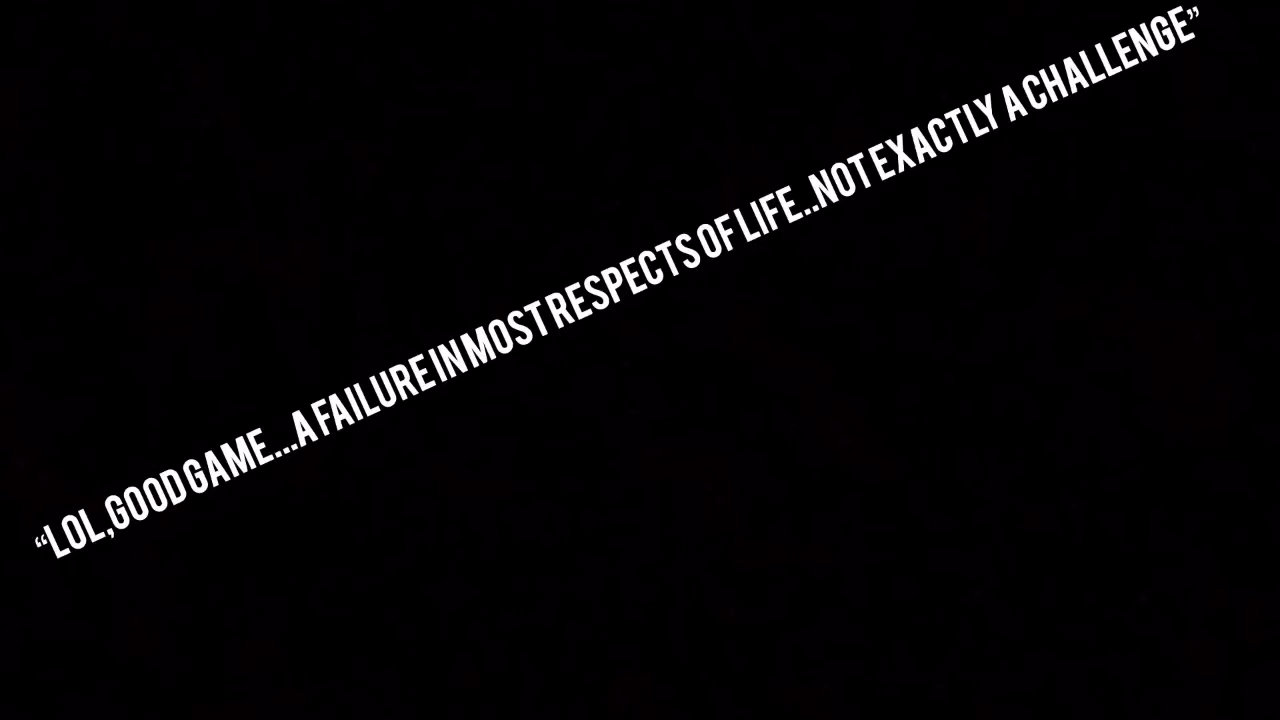 “LOL,GOOD GAME...A FAILURE IN MOST RESPECTS OF LIFE..NOT EXACTLY A CHALLENGE”